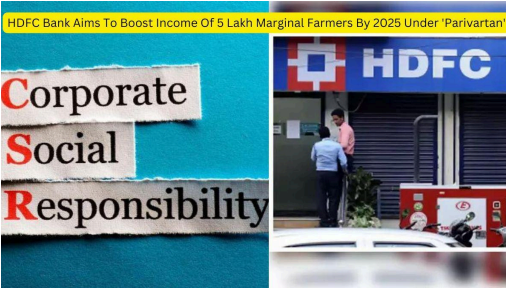 HDFC Bank Aims To Boost Income Of 5 Lakh Marginal Farmers By 2025 Under 'Parivartan'
Corporate
Social
Responsibility
HDFC